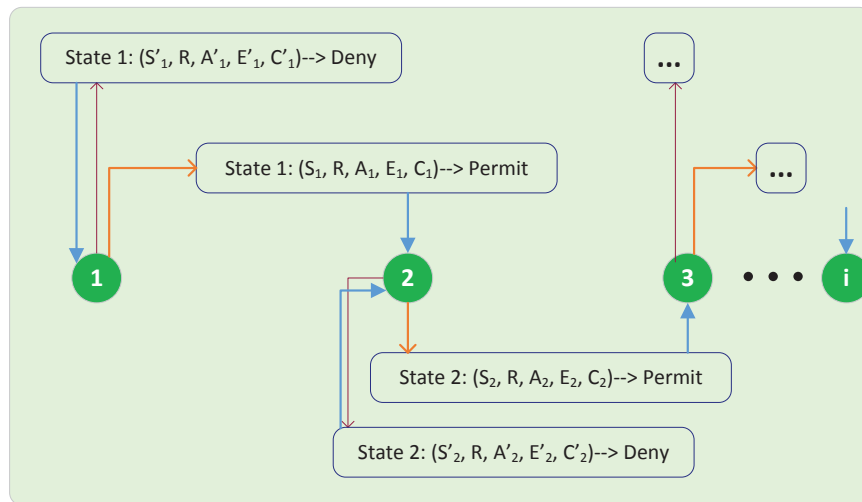 State 1: (S'₁, R, A'₁, E'₁, C'₁)--> Deny
...
State 1: (S₁, R, A₁, E₁, C₁)--> Permit
...
1
2
3
• • •
i
State 2: (S₂, R, A₂, E₂, C₂)--> Permit
State 2: (S'₂, R, A'₂, E'₂, C'₂)--> Deny